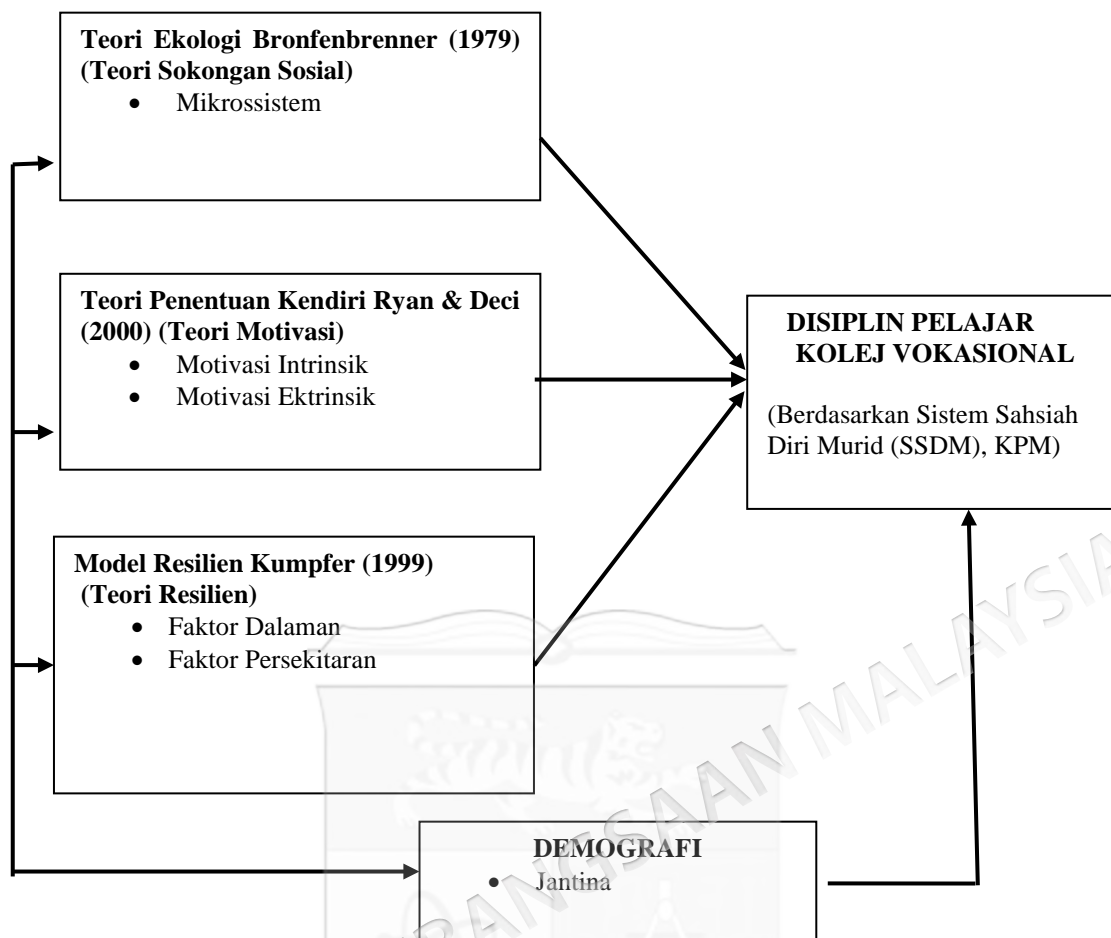 Teori Ekologi Bronfenbrenner (1979)
(Teori Sokongan Sosial)
• Mikrossistem
Teori Penentuan Kendiri Ryan & Deci
(2000) (Teori Motivasi)
• Motivasi Intrinsik
• Motivasi Ektrinsik
Model Resilien Kumpfer (1999)
(Teori Resilien)
• Faktor Dalaman
• Faktor Persekitaran
DISIPLIN PELAJAR
KOLEJ VOKASIONAL
(Berdasarkan Sistem Sahsiah
Diri Murid (SSDM), KPM)
DEMOGRAFI
• Jantina
BANGSAAN MALAYSIA